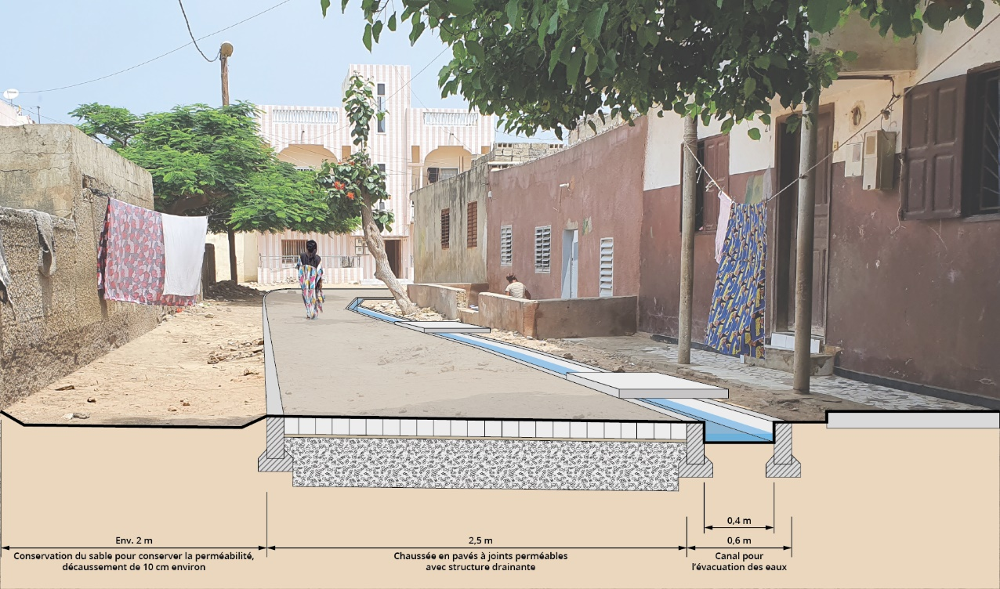 0,4 m
Env. 2 m
2,5 m
0,6 m
Conservation du sable pour conserver la perméabilité,
décaussement de 10 cm environ
Chaussée en pavés à joints perméables
avec structure drainante
Canal pour
l'évacuation des eaux